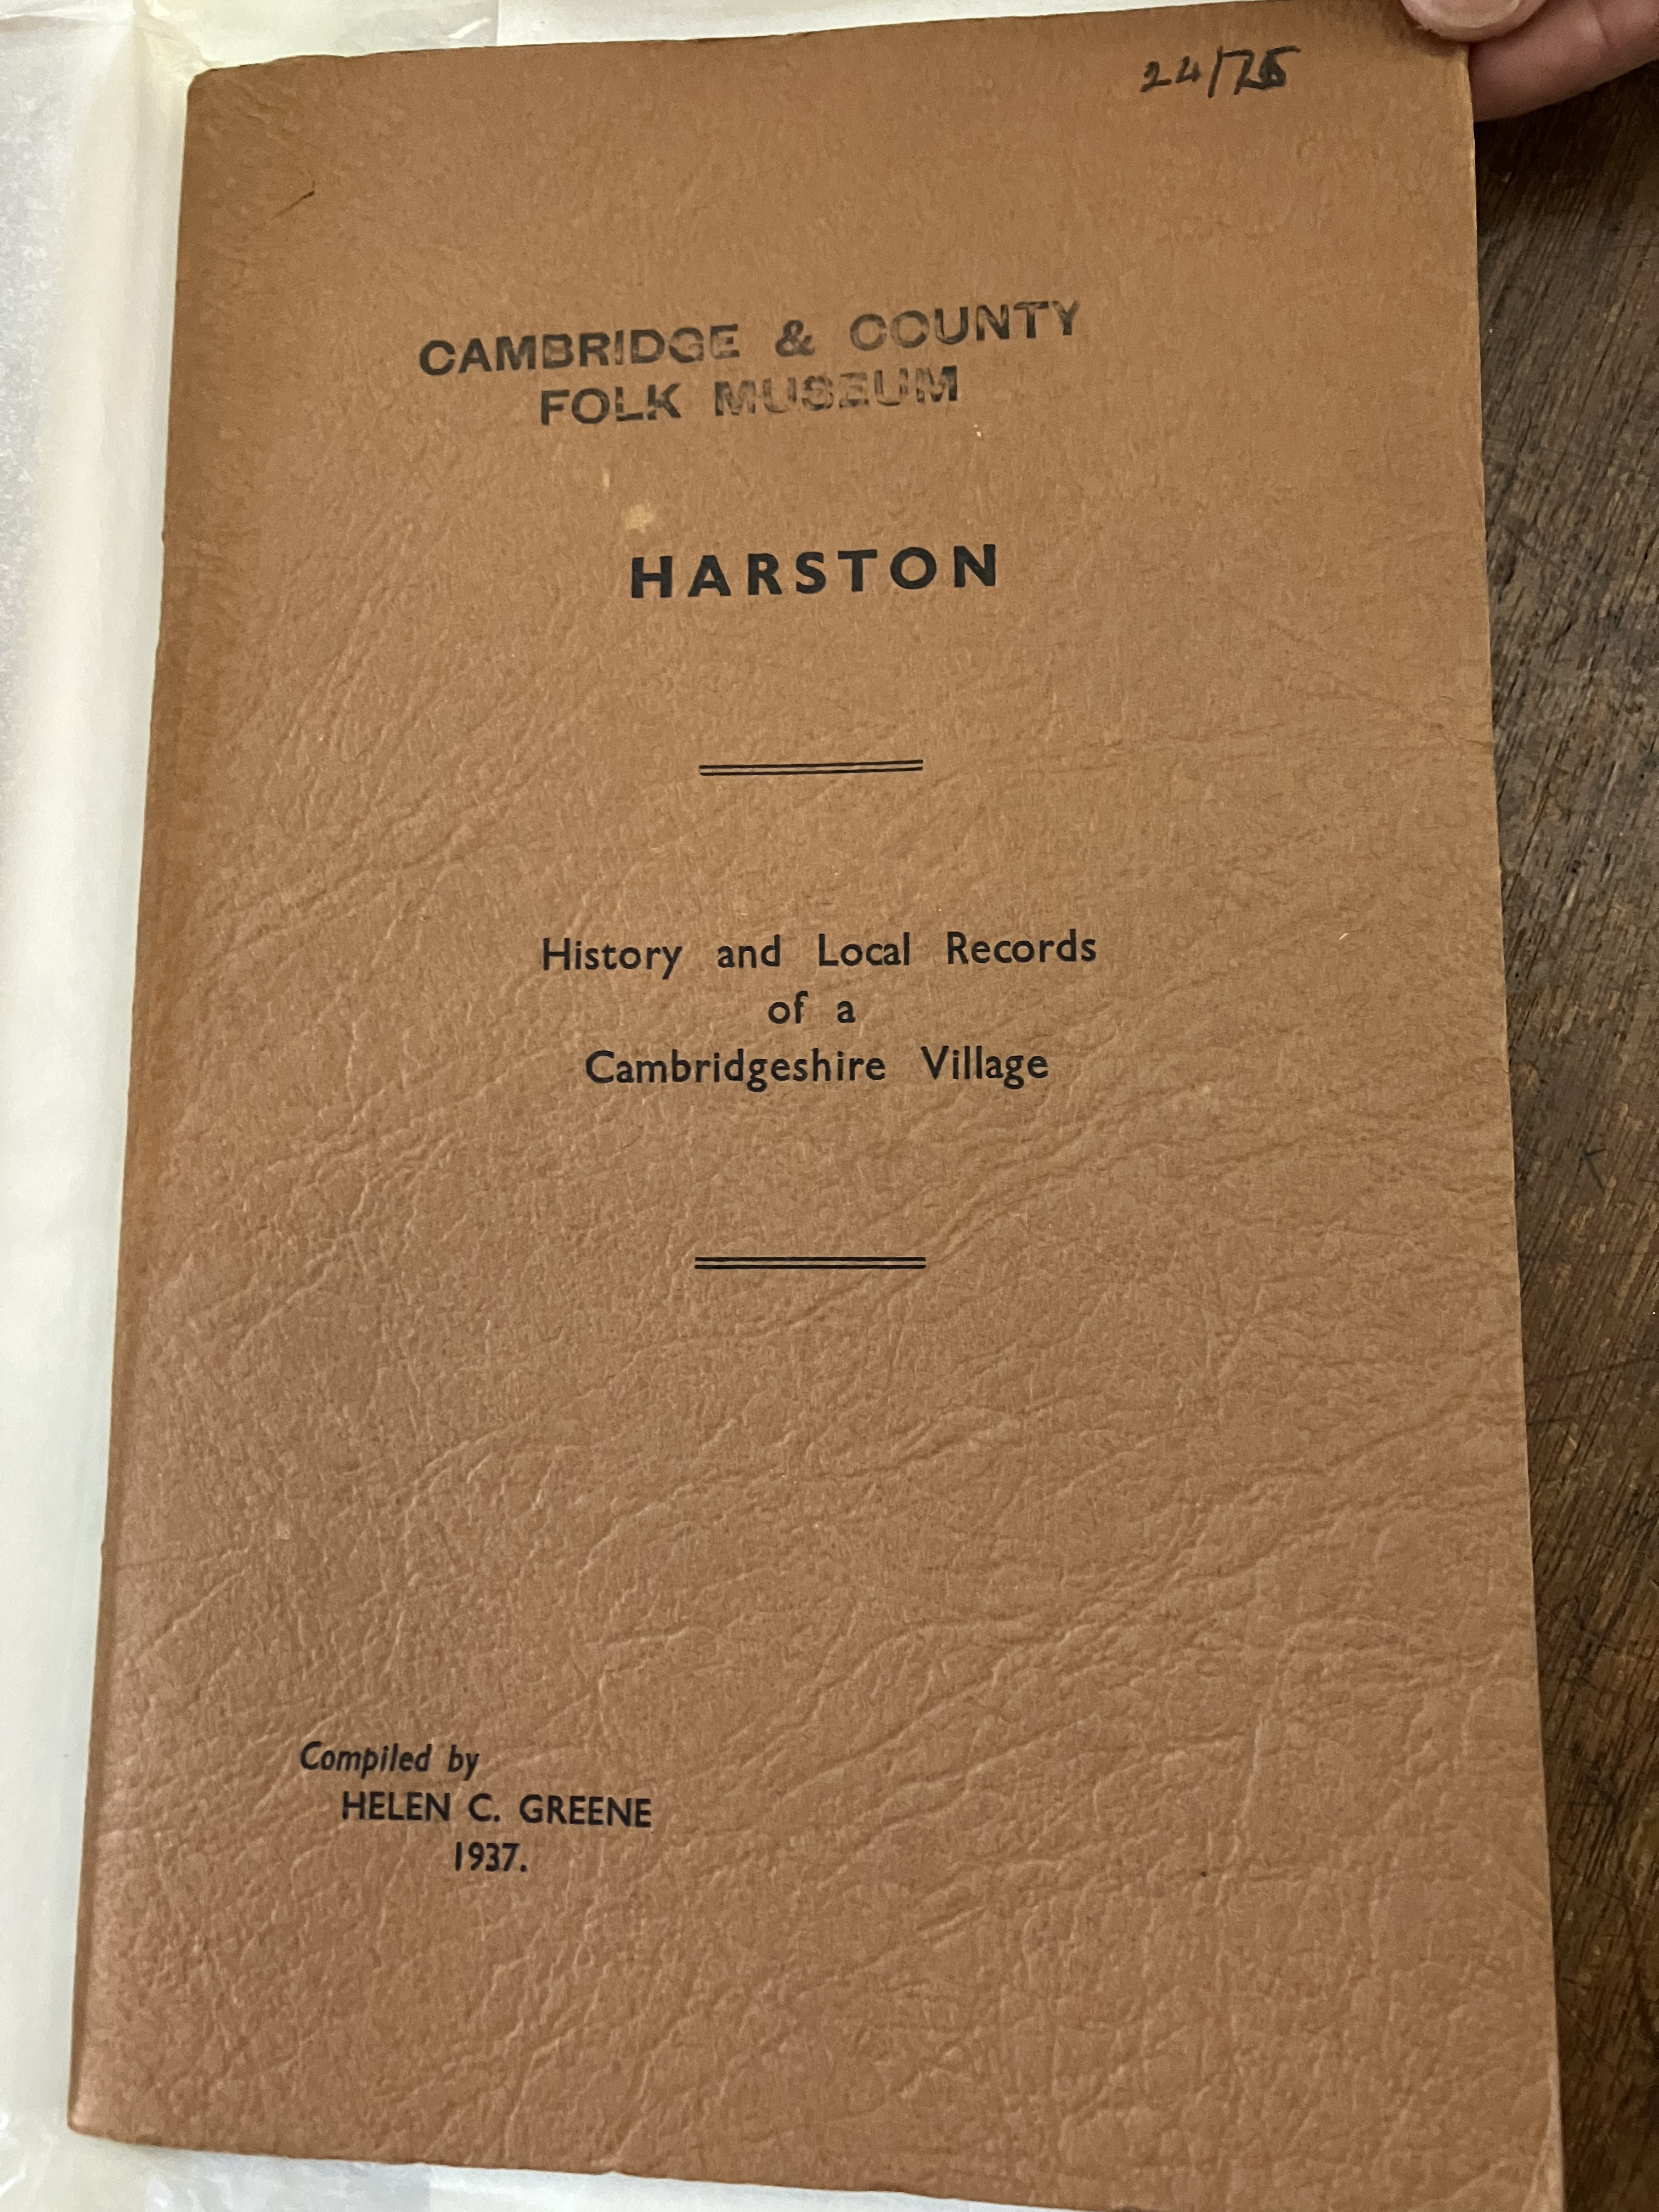 24/75
CAMBRIDGE & COUNTY
FOLK MUSEUM
HARSTON
History and Local Records
of a
Cambridgeshire Village
Compiled by
HELEN C. GREENE
1937.